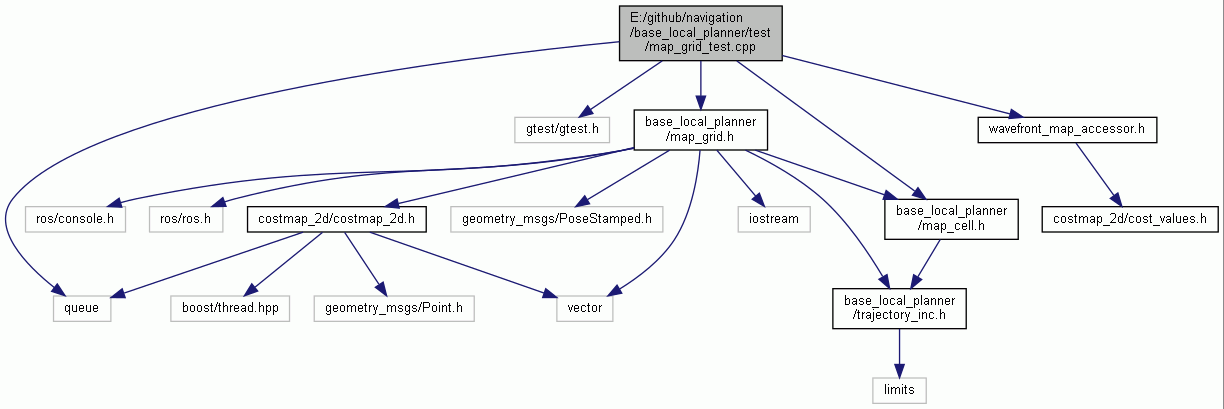 E:/github/navigation
/base_local_planner/test
/map_grid_test.cpp
gtest/gtest.h
base_local_planner
/map_grid.h
wavefront_map_accessor.h
ros/console.h
ros/ros.h
costmap_2d/costmap_2d.h
geometry_msgs/PoseStamped.h
iostream
base_local_planner
/map_cell.h
costmap_2d/cost_values.h
queue
boost/thread.hpp
geometry_msgs/Point.h
vector
base_local_planner
/trajectory_inc.h
limits